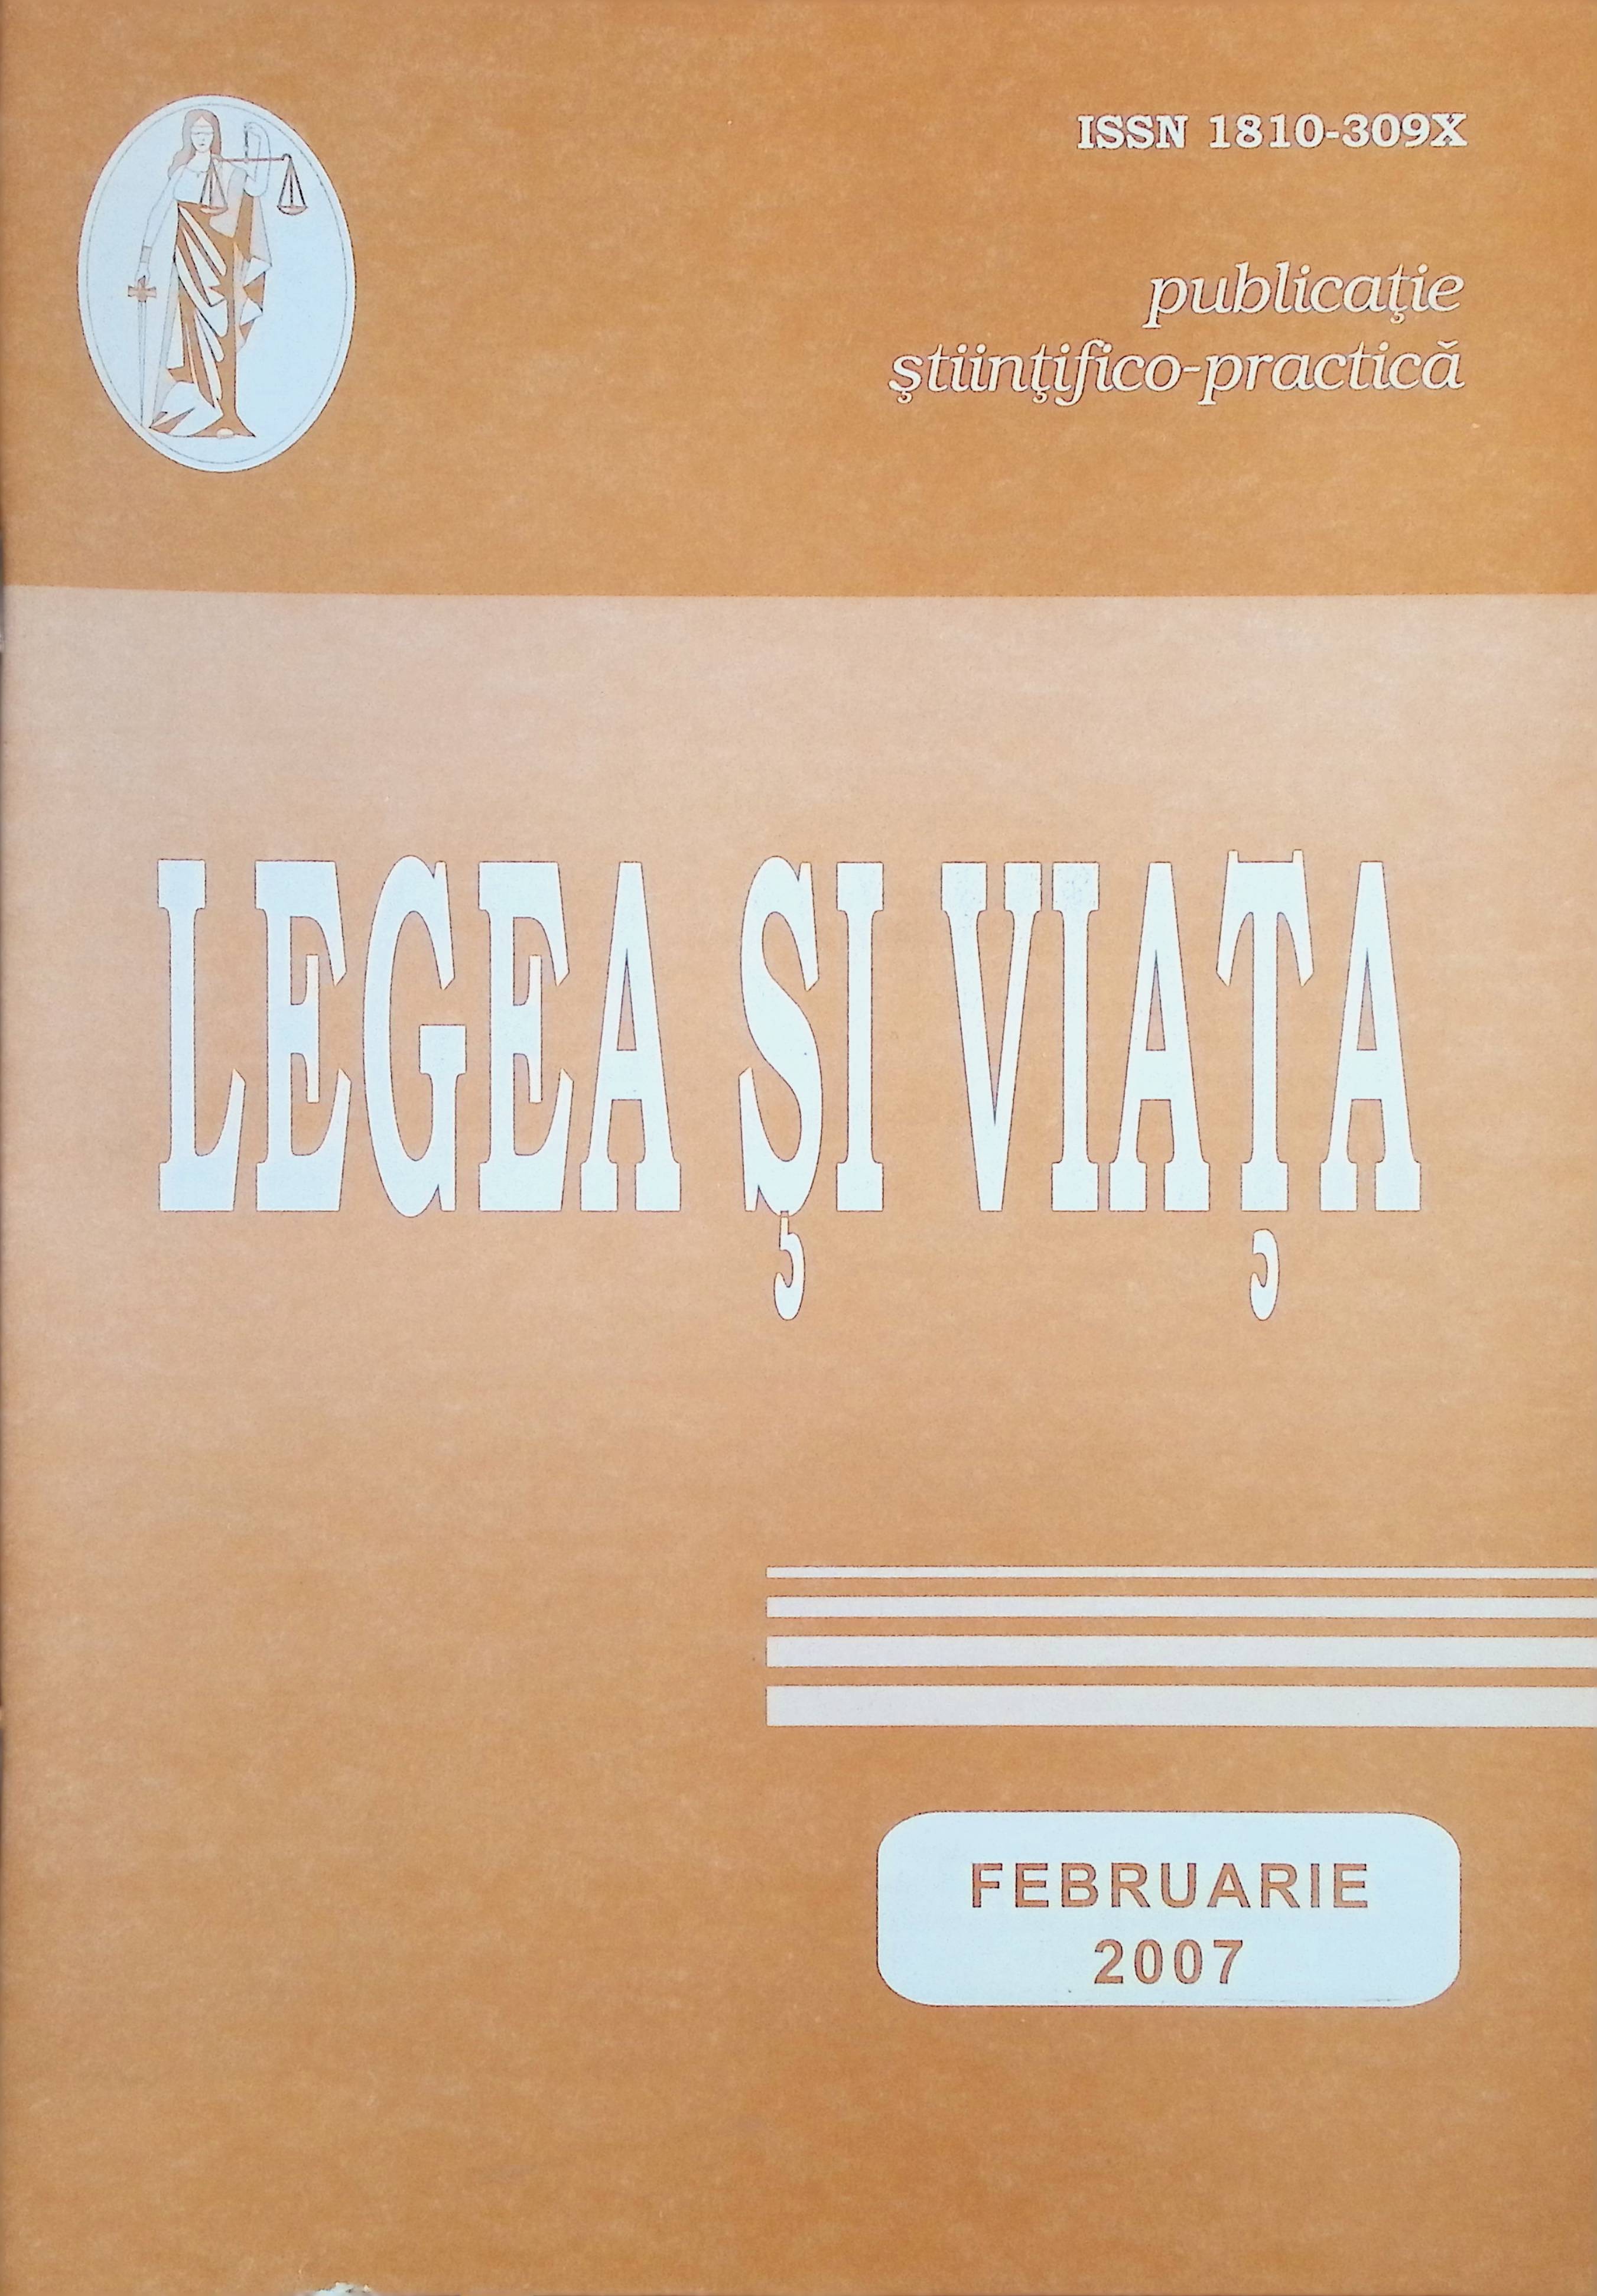 ISSN 1810-309X
publicaţie
ştiinţifico-practică
LEGEA ŞI VIAŢA
FEBRUARIE
2007